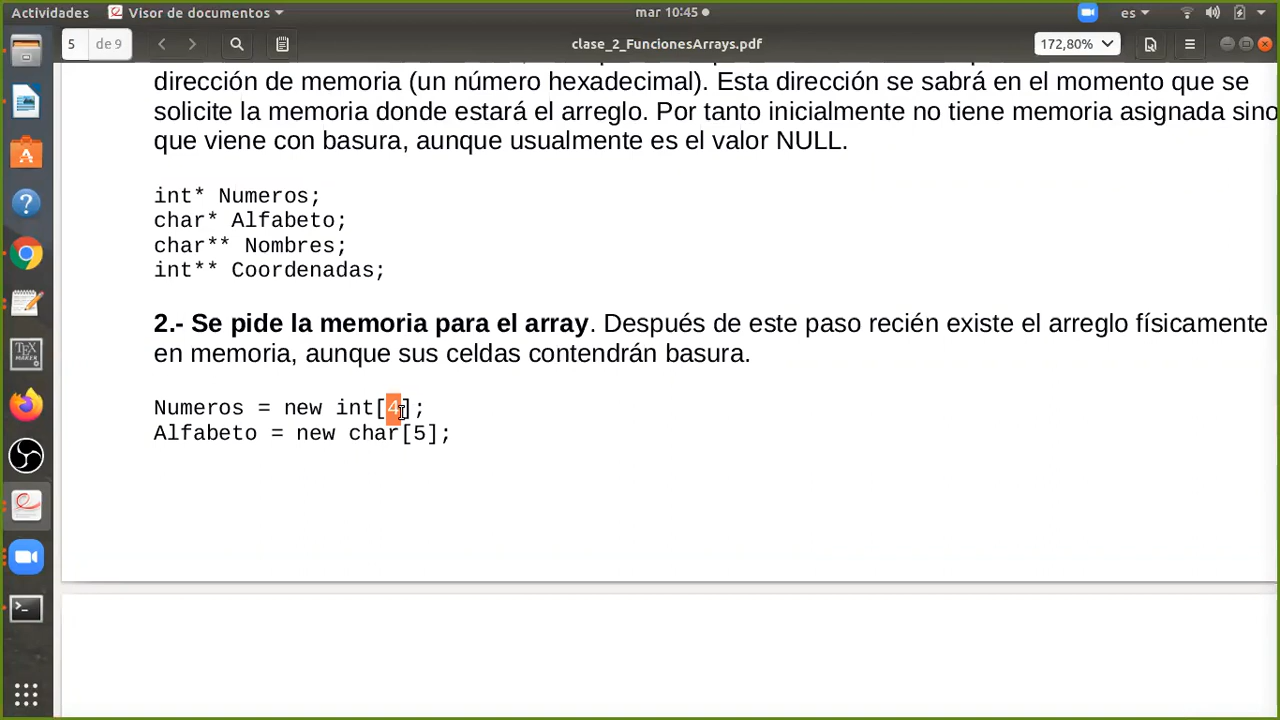 Actividades
Visor de documentos
mar 10:45
es
5
de 9
clase_2_FuncionesArrays.pdf
172,80%
dirección de memoria (un número hexadecimal). Esta dirección se sabrá en el momento que se
solicite la memoria donde estará el arreglo. Por tanto inicialmente no tiene memoria asignada sino
que viene con basura, aunque usualmente es el valor NULL.
int* Numeros;
char* Alfabeto;
char** Nombres;
int** Coordenadas;
2.- Se pide la memoria para el array. Después de este paso recién existe el arreglo físicamente
en memoria, aunque sus celdas contendrán basura.
Numeros = new int[4];
Alfabeto = new char[5];